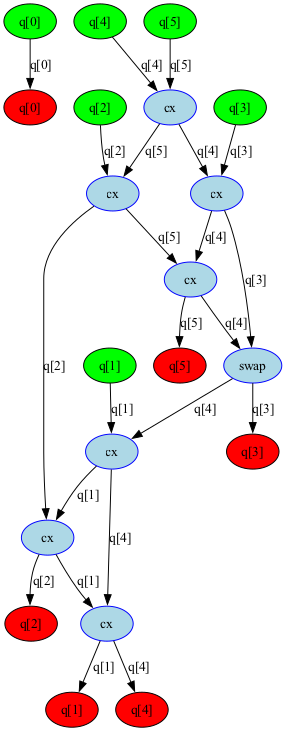 q[0] q[4] q[5]
q[0] q[4] q[5]
q[0] q[2] cx q[3]
q[2] q[5] q[4] q[3]
cx cx
q[5] q[4]
cx q[3]
q[5] q[4]
q[2] q[1] q[5] swap
q[1] q[4] q[3]
cx q[3]
q[1] q[4]
cx
q[2] q[1]
q[2] cx
q[1] q[4]
q[1] q[4]